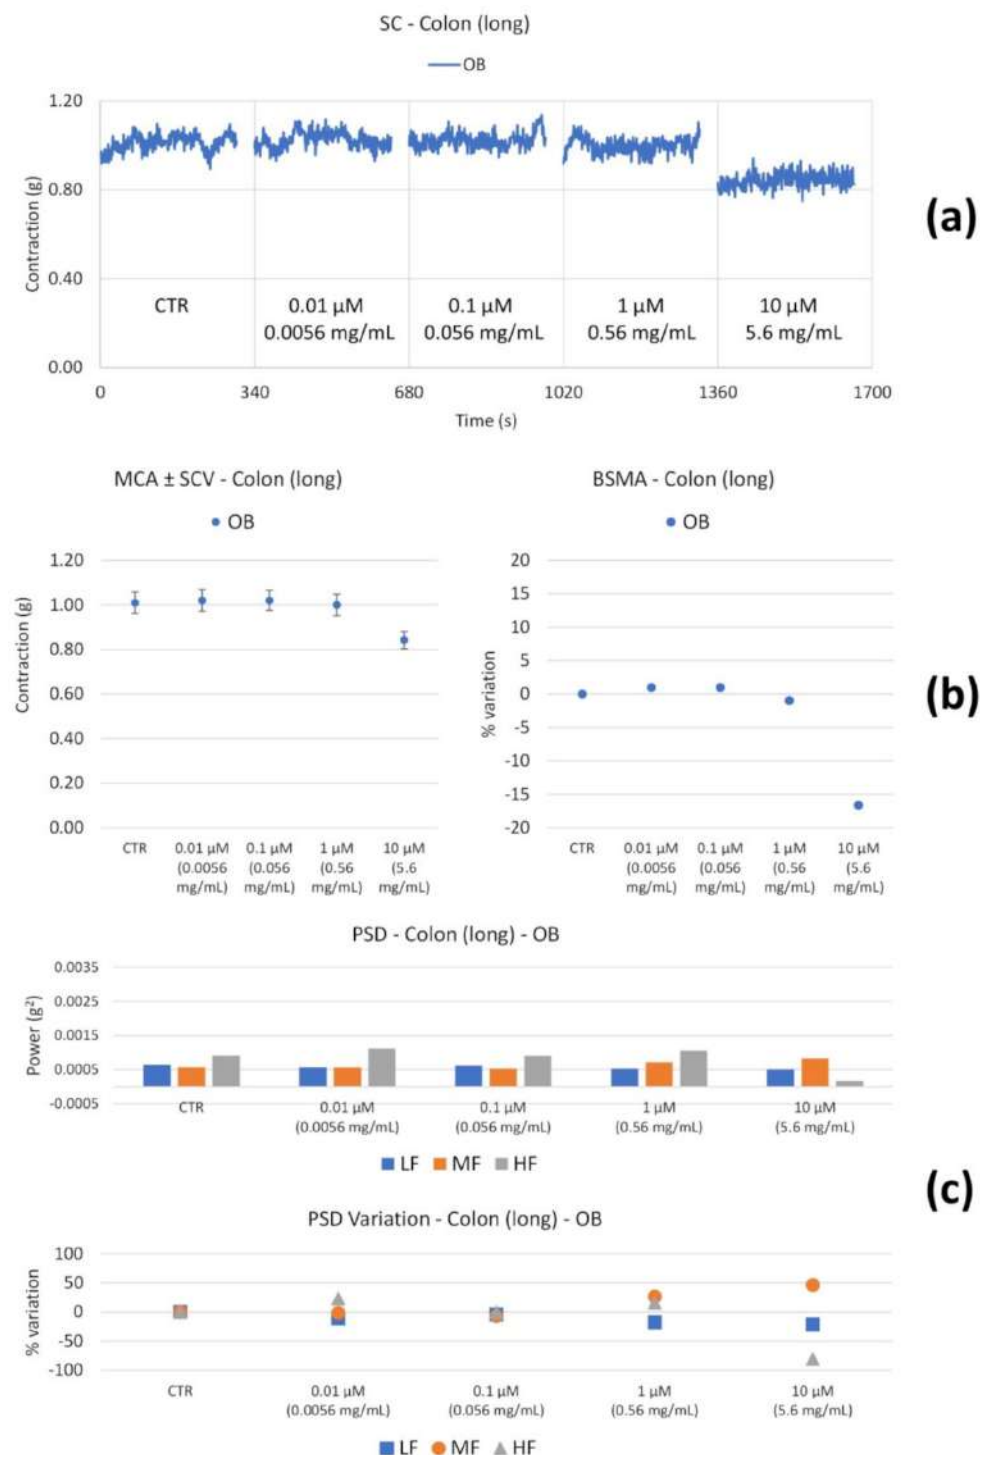 SC - Colon (long)
OB
1.20
0.80
0.40
0.00
Contraction (g)
CTR
0.01 µM
0.0056 mg/mL
0.1 µM
0.056 mg/mL
1 µM
0.56 mg/mL
10 µM
5.6 mg/mL
0 340 680 1020 1360 1700
Time (s)
(a)
MCA ± SCV - Colon (long)
OB
1.20
1.00
0.80
0.60
0.40
0.20
0.00
Contraction (g)
CTR
0.01 µM
(0.0056
mg/mL)
0.1 µM
(0.056
mg/mL)
1 µM
(0.56
mg/mL)
10 µM
(5.6
mg/mL)
BSMA - Colon (long)
OB
20
15
10
5
0
-5
-10
-15
-20
% variation
CTR
0.01 µM
(0.0056
mg/mL)
0.1 µM
(0.056
mg/mL)
1 µM
(0.56
mg/mL)
10 µM
(5.6
mg/mL)
(b)
PSD - Colon (long) - OB
0.0035
0.0025
0.0015
0.0005
-0.0005
Power (g²)
CTR
0.01 µM
(0.0056 mg/mL)
0.1 µM
(0.056 mg/mL)
1 µM
(0.56 mg/mL)
10 µM
(5.6 mg/mL)
LF MF HF
(c)
PSD Variation - Colon (long) - OB
100
50
0
-50
-100
% variation
CTR
0.01 µM
(0.0056 mg/mL)
0.1 µM
(0.056 mg/mL)
1 µM
(0.56 mg/mL)
10 µM
(5.6 mg/mL)
LF MF HF